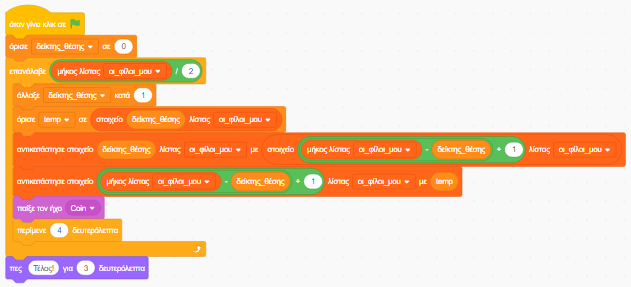 όταν γίνει κλικ σε
όρισε δείκτης_θέσης σε 0
επανάλαβε μήκος λίστας οι_φίλοι_μου / 2
άλλαξε δείκτης_θέσης κατά 1
όρισε temp σε στοιχείο δείκτης_θέσης λίστας οι_φίλοι_μου
αντικατάστησε στοιχείο δείκτης_θέσης λίστας οι_φίλοι_μου με στοιχείο μήκος λίστας οι_φίλοι_μου - δείκτης_θέσης + 1 λίστας οι_φίλοι_μου
αντικατάστησε στοιχείο μήκος λίστας οι_φίλοι_μου - δείκτης_θέσης + 1 λίστας οι_φίλοι_μου με temp
παίξε τον ήχο Coin
περίμενε 4 δευτερόλεπτα
πες Τέλος! για 3 δευτερόλεπτα